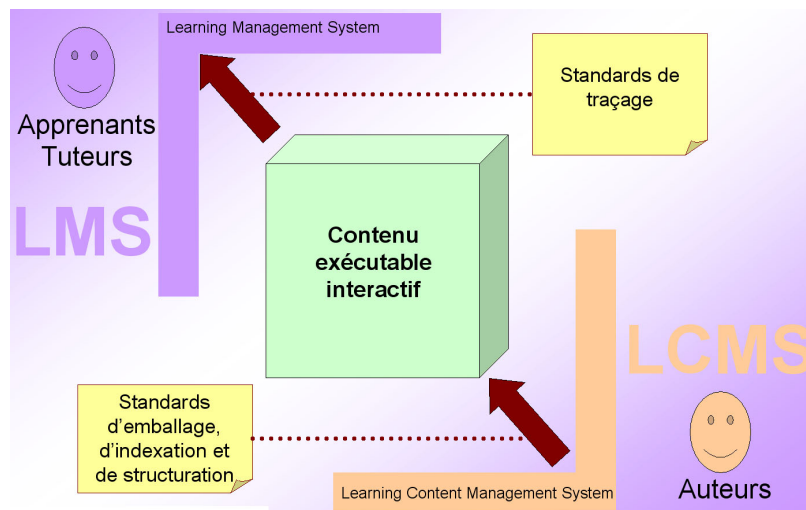 Learning Management System
Standards de
traçage
Apprenants
Tuteurs
LMS
Contenu
exécutable
interactif
LCMS
Standards
d’emballage,
d’indexation et
de structuration
Learning Content Management System
Auteurs